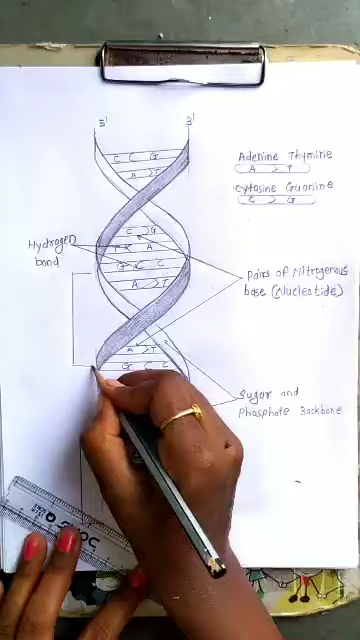 5' 3'
C C G
A > T
Adenine Thymine
A > T
Cytosine Guanine
C > G
C > G
T < A
Hydrogen
bond
G C C
A > T
Pairs of Nitrogenous
base (Nucleotide)
A > T
G C C
Sugar and
Phosphate Backbone